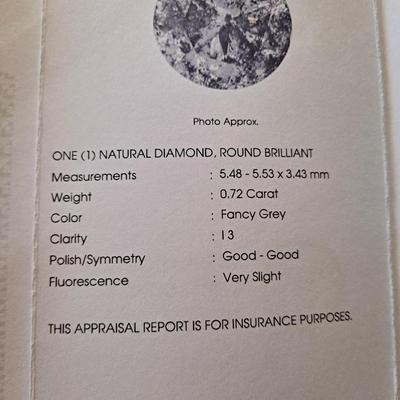 Photo Approx.
ONE (1) NATURAL DIAMOND, ROUND BRILLIANT
Measurements : 5.48 - 5.53 x 3.43 mm
Weight : 0.72 Carat
Color : Fancy Grey
Clarity : I 3
Polish/Symmetry : Good - Good
Fluorescence : Very Slight
THIS APPRAISAL REPORT IS FOR INSURANCE PURPOSES.